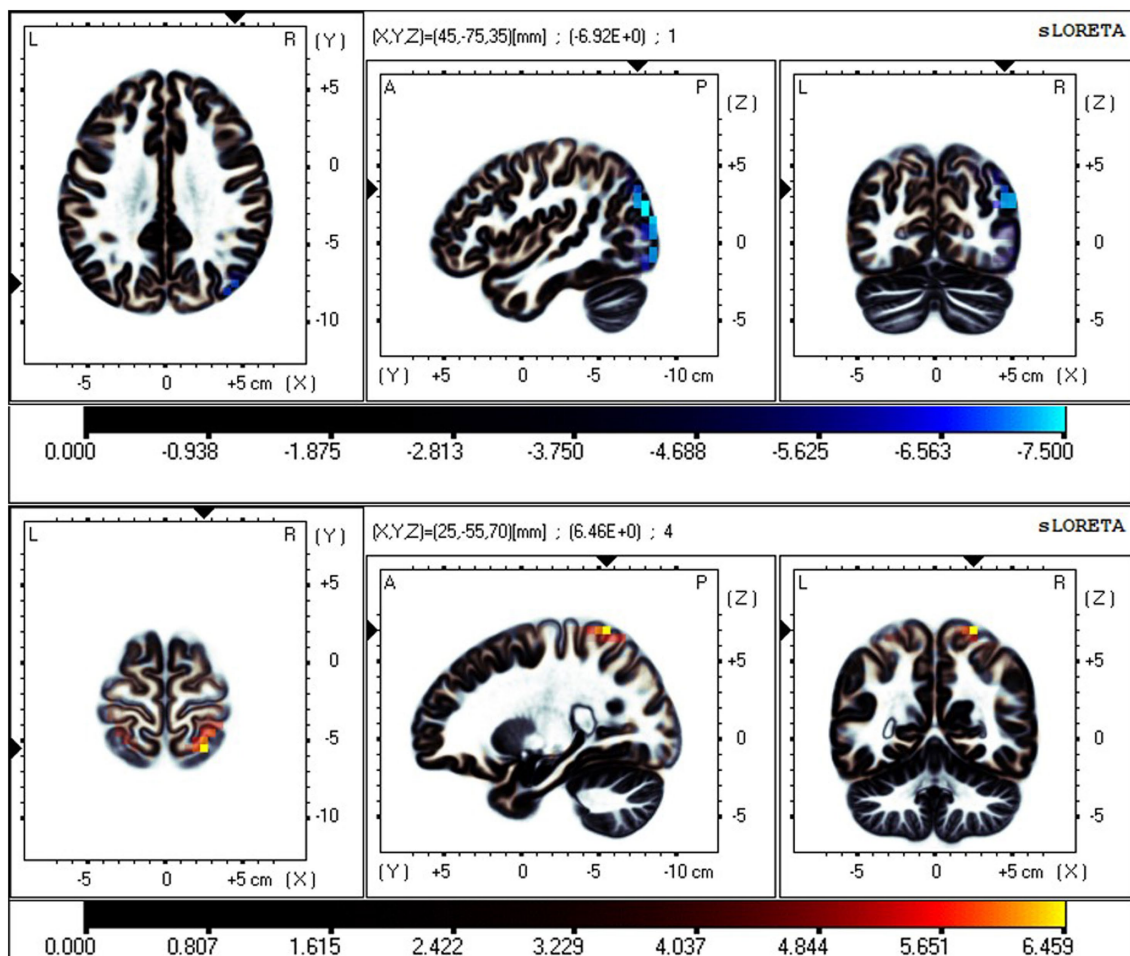 (X,Y,Z)=(45,-75,35)[mm] ; (-6.92E+0) ; 1
sLORETA
L R (Y)
+5
0
-5
-10
-5 0 +5 cm (X)
A P (Z)
+5
0
-5
(Y) +5 0 -5 -10 cm
L R (Z)
+5
0
-5
-5 0 +5 cm (X)
0.000 -0.938 -1.875 -2.813 -3.750 -4.688 -5.625 -6.563 -7.500
(X,Y,Z)=(25,-55,70)[mm] ; (6.46E+0) ; 4
sLORETA
L R (Y)
+5
0
-5
-10
-5 0 +5 cm (X)
A P (Z)
+5
0
-5
(Y) +5 0 -5 -10 cm
L R (Z)
+5
0
-5
-5 0 +5 cm (X)
0.000 0.807 1.615 2.422 3.229 4.037 4.844 5.651 6.459